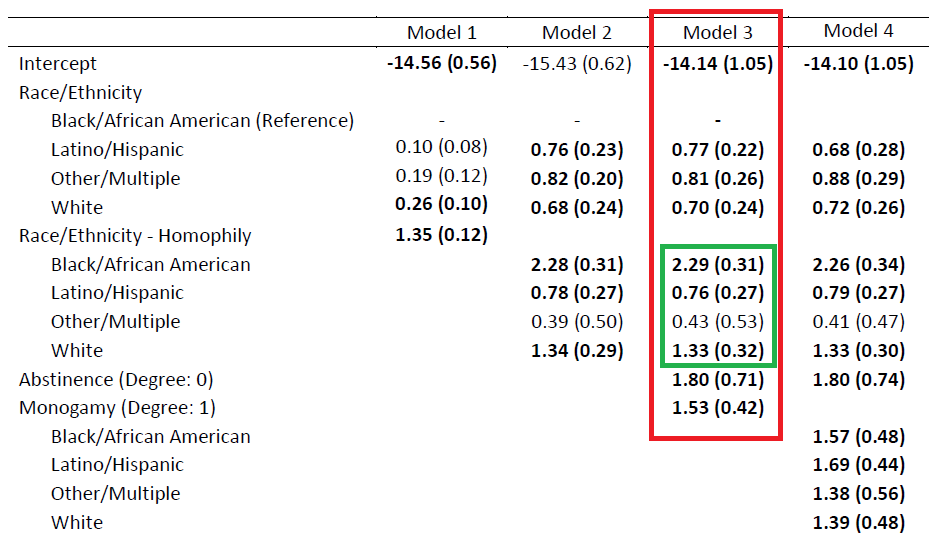 Model 1 Model 2 Model 3 Model 4
Intercept -14.56 (0.56) -15.43 (0.62) -14.14 (1.05) -14.10 (1.05)
Race/Ethnicity
Black/African American (Reference) - - -
Latino/Hispanic 0.10 (0.08) 0.76 (0.23) 0.77 (0.22) 0.68 (0.28)
Other/Multiple 0.19 (0.12) 0.82 (0.20) 0.81 (0.26) 0.88 (0.29)
White 0.26 (0.10) 0.68 (0.24) 0.70 (0.24) 0.72 (0.26)
Race/Ethnicity - Homophily 1.35 (0.12)
Black/African American 2.28 (0.31) 2.29 (0.31) 2.26 (0.34)
Latino/Hispanic 0.78 (0.27) 0.76 (0.27) 0.79 (0.27)
Other/Multiple 0.39 (0.50) 0.43 (0.53) 0.41 (0.47)
White 1.34 (0.29) 1.33 (0.32) 1.33 (0.30)
Abstinence (Degree: 0) 1.80 (0.71) 1.80 (0.74)
Monogamy (Degree: 1) 1.53 (0.42)
Black/African American 1.57 (0.48)
Latino/Hispanic 1.69 (0.44)
Other/Multiple 1.38 (0.56)
White 1.39 (0.48)